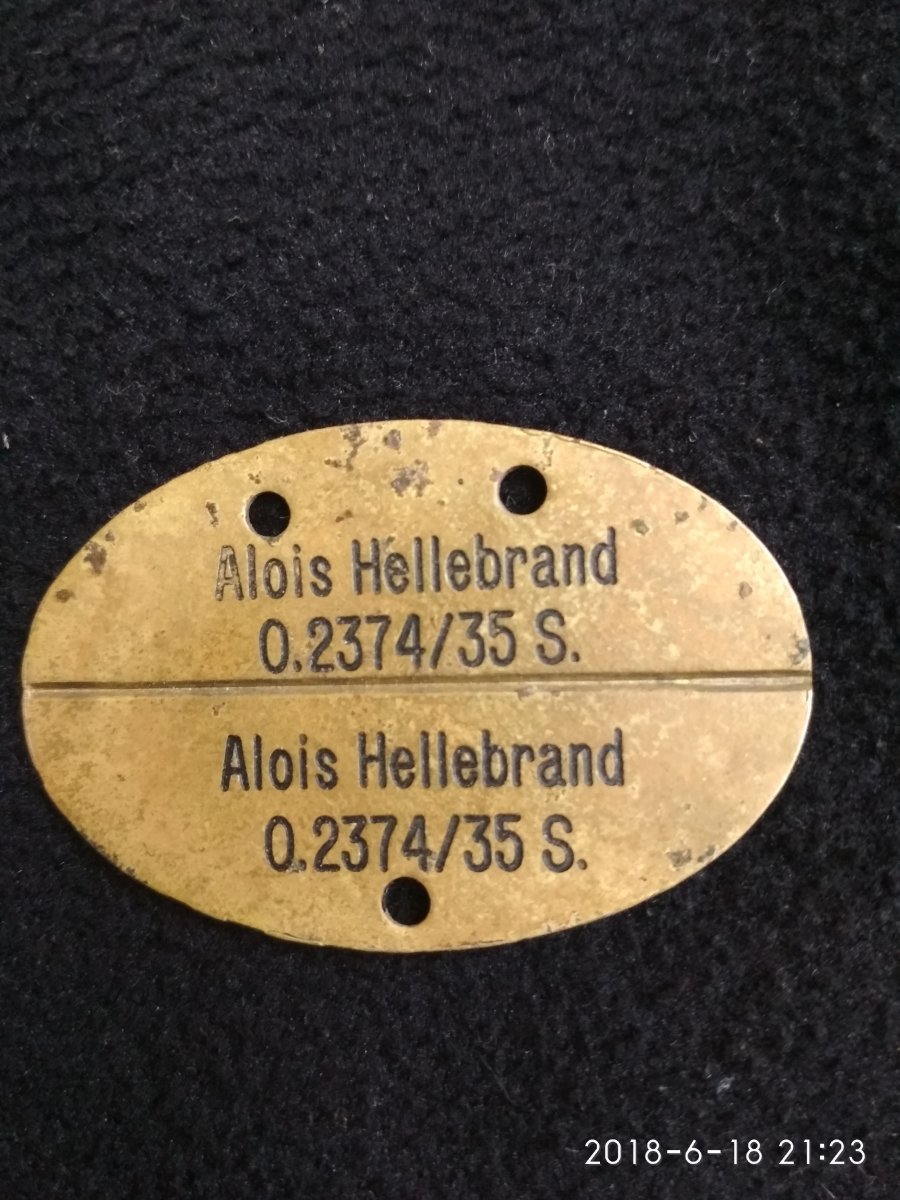 Alois Hellebrand
O.2374/35 S.
Alois Hellebrand
O.2374/35 S.
2018-6-18 21:23